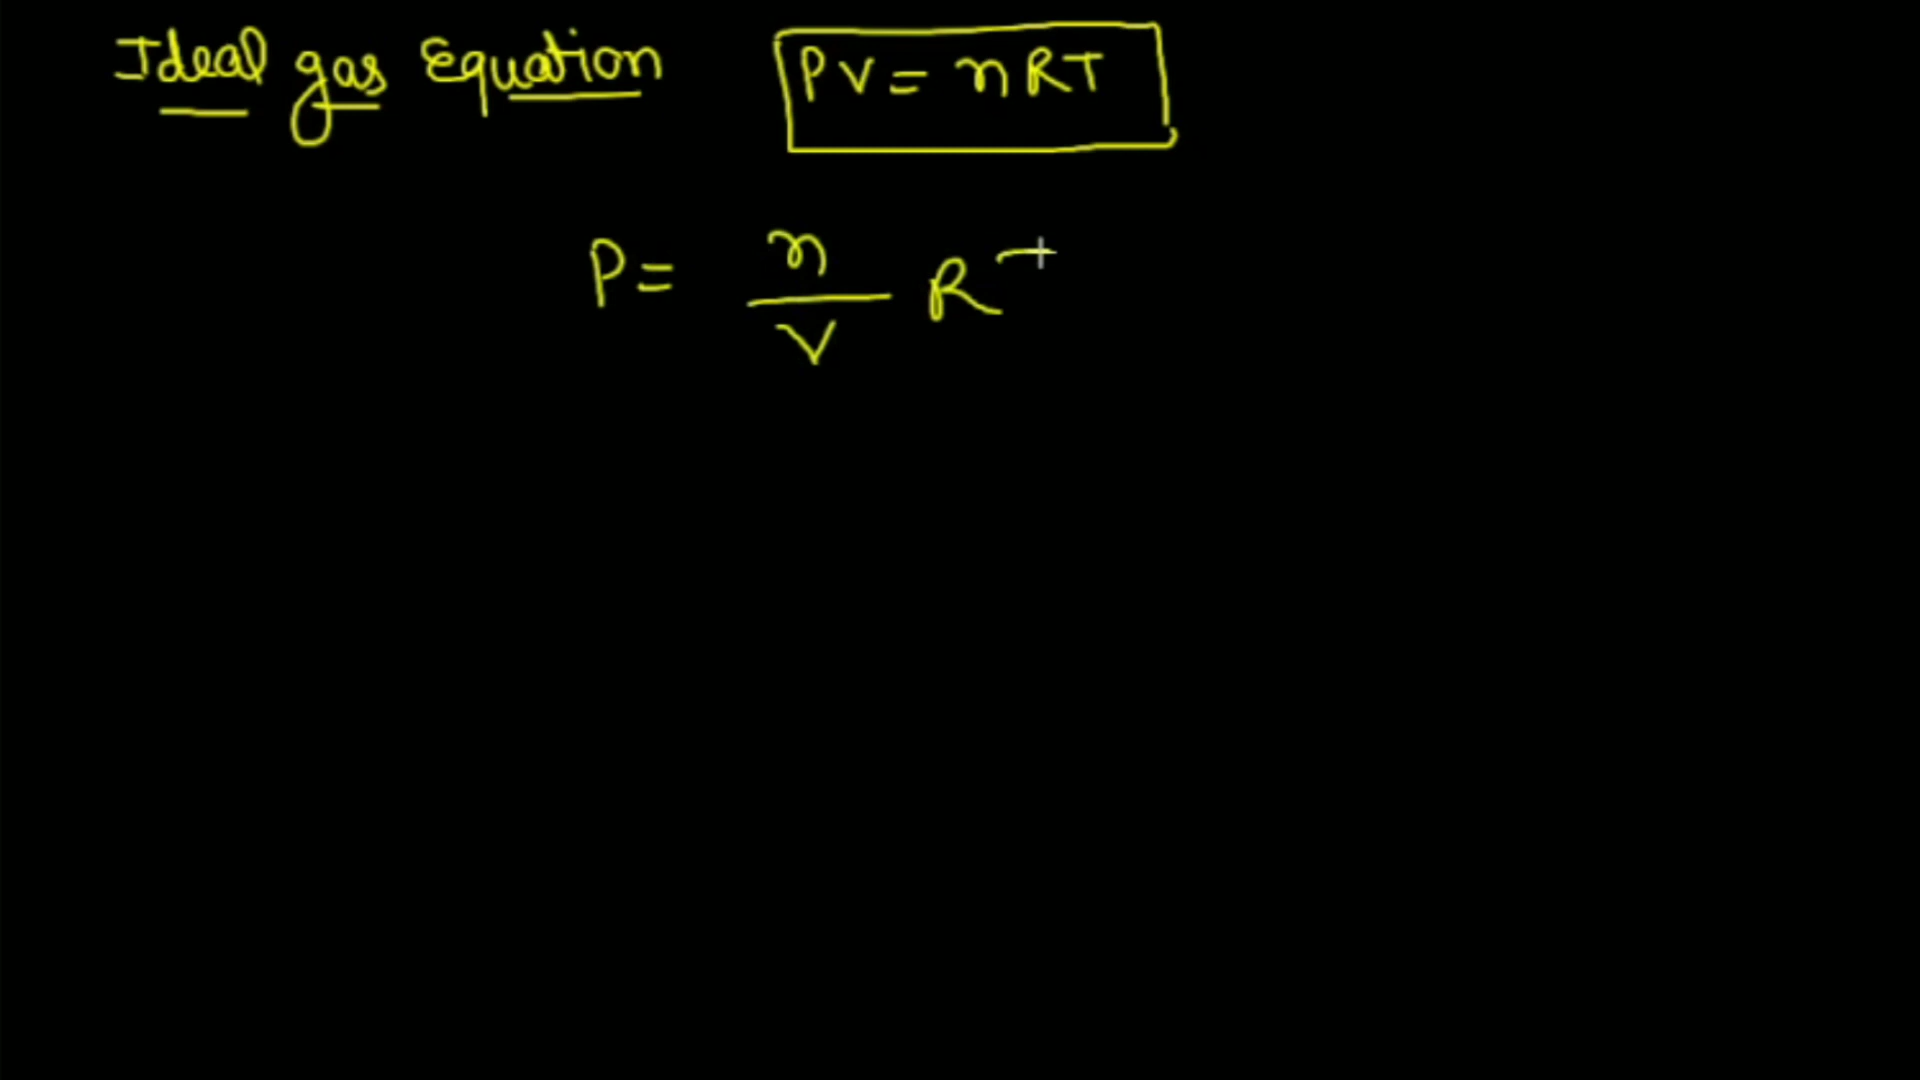 Ideal gas Equation PV = nRT
P = n/V R